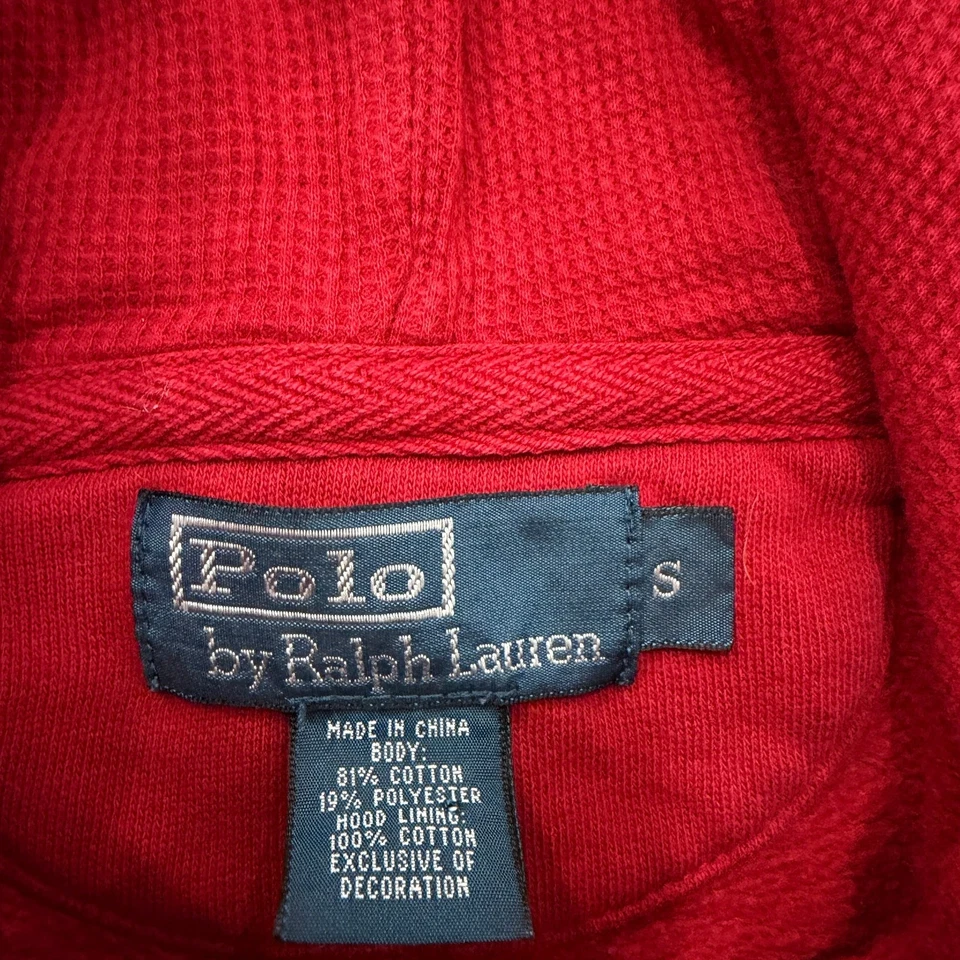 Polo
by Ralph Lauren
S
MADE IN CHINA
BODY:
81% COTTON
19% POLYESTER
HOOD LINING:
100% COTTON
EXCLUSIVE OF
DECORATION